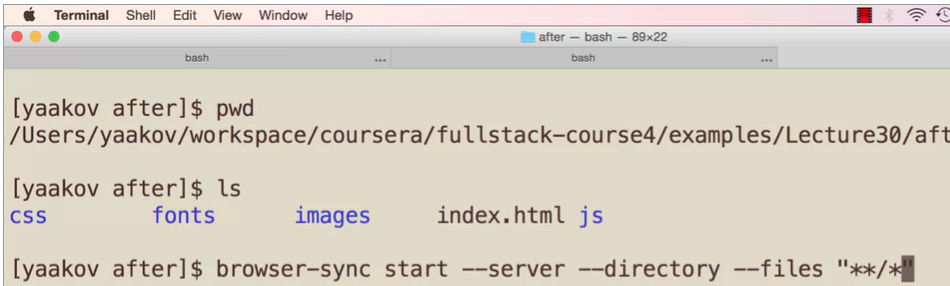 Terminal Shell Edit View Window Help
after — bash — 89×22
bash ... bash ...
[yaakov after]$ pwd
/Users/yaakov/workspace/coursera/fullstack-course4/examples/Lecture30/aft
[yaakov after]$ ls
css fonts images index.html js
[yaakov after]$ browser-sync start --server --directory --files "**/*"